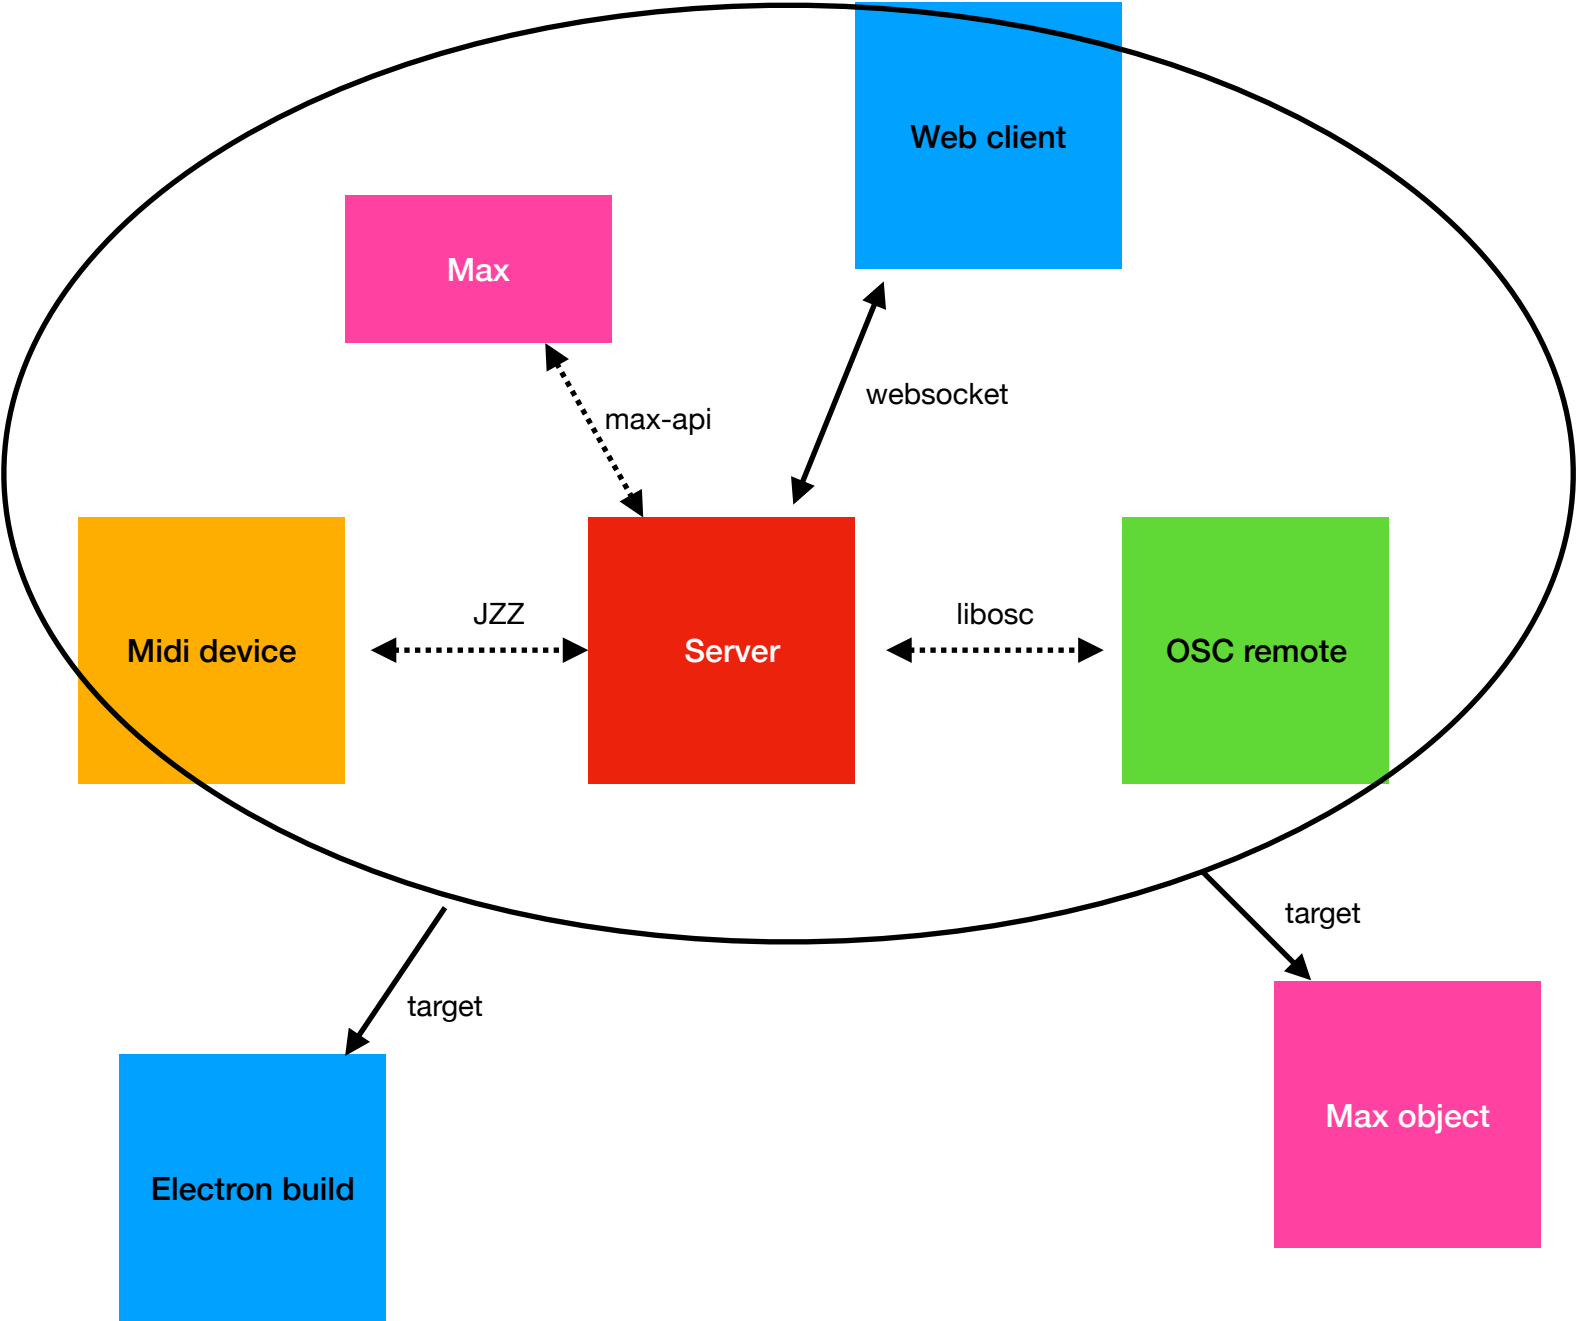 Web client
Max
websocket
max-api
JZZ
libosc
Midi device
Server
OSC remote
target
target
Max object
Electron build